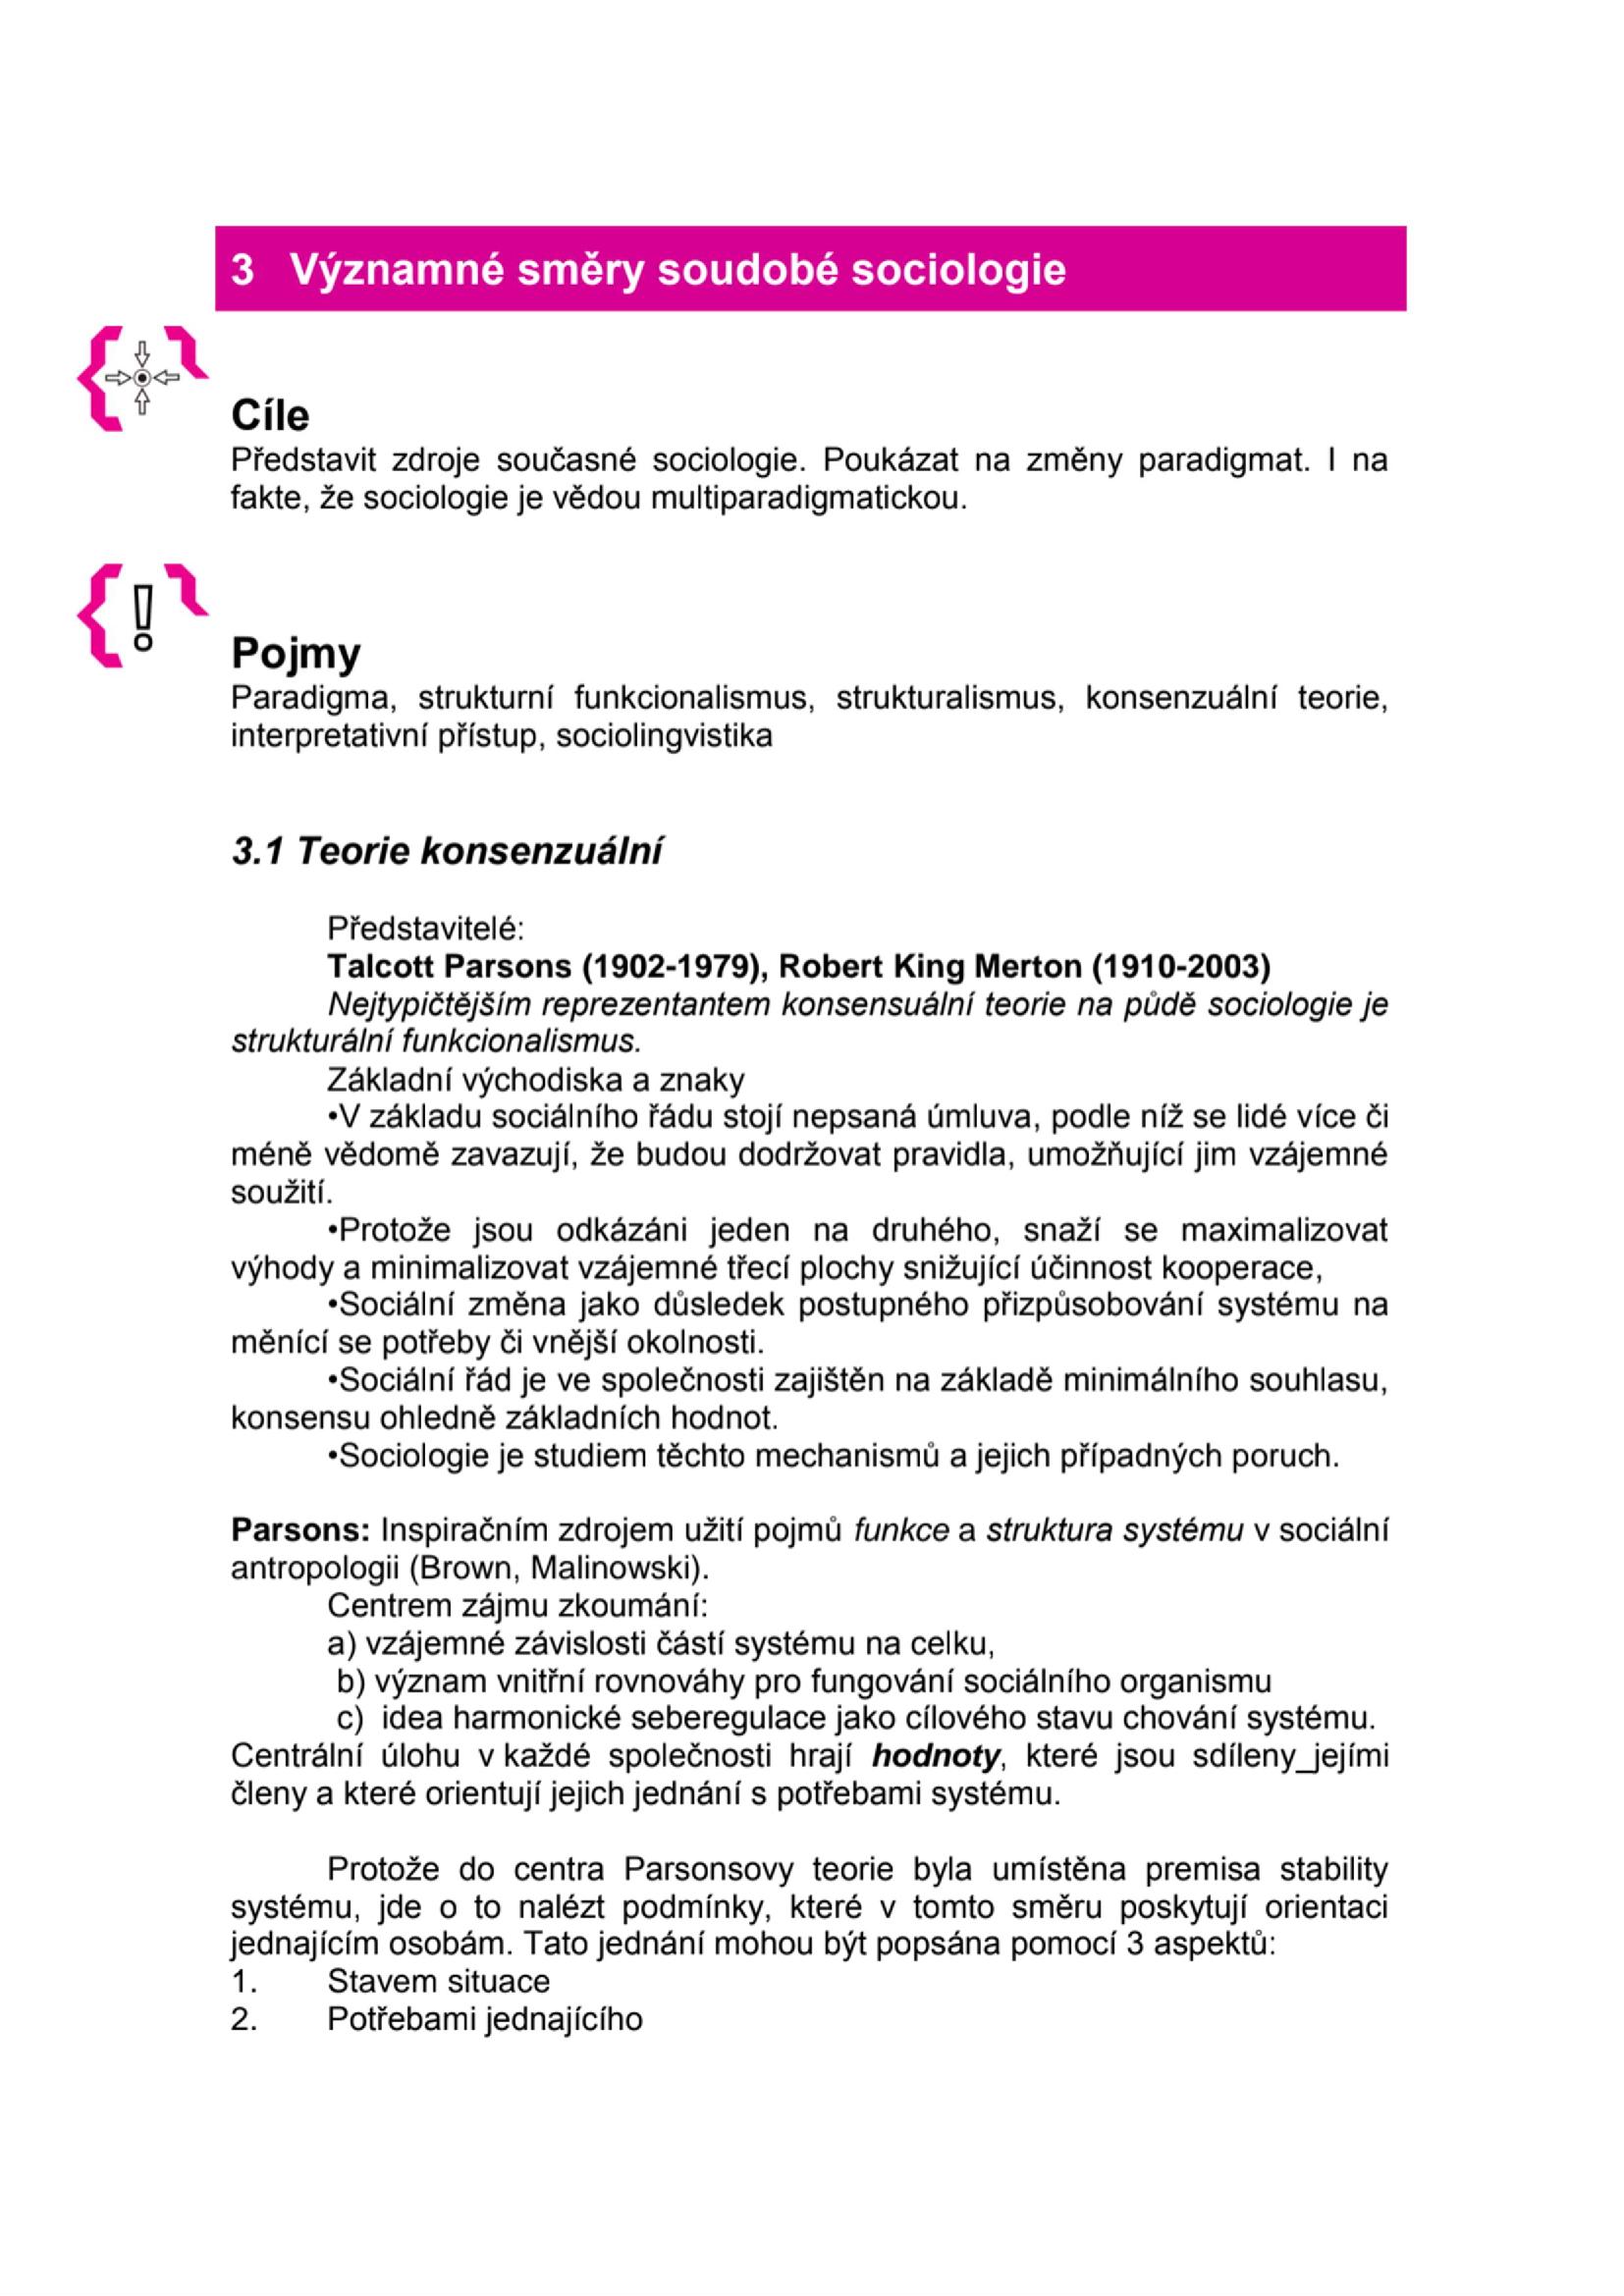 3 Významné směry soudobé sociologie
Cíle
Představit zdroje současné sociologie. Poukázat na změny paradigmat. I na
fakte, že sociologie je vědou multiparadigmatickou.
Pojmy
Paradigma, strukturní funkcionalismus, strukturalismus, konsenzuální teorie,
interpretativní přístup, sociolingvistika
3.1 Teorie konsenzuální
Představitelé:
Talcott Parsons (1902-1979), Robert King Merton (1910-2003)
Nejtypičtějším reprezentantem konsensuální teorie na půdě sociologie je
strukturální funkcionalismus.
Základní východiska a znaky
•V základu sociálního řádu stojí nepsaná úmluva, podle níž se lidé více či
méně vědomě zavazují, že budou dodržovat pravidla, umožňující jim vzájemné
soužití.
•Protože jsou odkázáni jeden na druhého, snaží se maximalizovat
výhody a minimalizovat vzájemné třecí plochy snižující účinnost kooperace,
•Sociální změna jako důsledek postupného přizpůsobování systému na
měnící se potřeby či vnější okolnosti.
•Sociální řád je ve společnosti zajištěn na základě minimálního souhlasu,
konsensu ohledně základních hodnot.
•Sociologie je studiem těchto mechanismů a jejich případných poruch.
Parsons: Inspiračním zdrojem užití pojmů funkce a struktura systému v sociální
antropologii (Brown, Malinowski).
Centrem zájmu zkoumání:
a) vzájemné závislosti částí systému na celku,
b) význam vnitřní rovnováhy pro fungování sociálního organismu
c) idea harmonické seberegulace jako cílového stavu chování systému.
Centrální úlohu v každé společnosti hrají hodnoty, které jsou sdíleny_jejími
členy a které orientují jejich jednání s potřebami systému.
Protože do centra Parsonsovy teorie byla umístěna premisa stability
systému, jde o to nalézt podmínky, které v tomto směru poskytují orientaci
jednajícím osobám. Tato jednání mohou být popsána pomocí 3 aspektů:
1. Stavem situace
2. Potřebami jednajícího